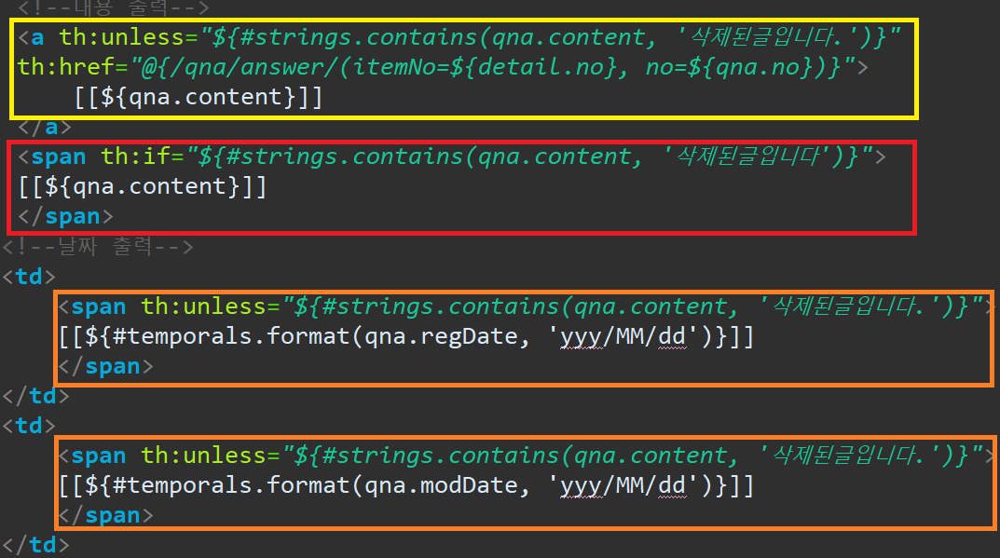 <!--내용 출력-->
<a th:unless="${#strings.contains(qna.content, '삭제된글입니다.')}"
th:href="@{/qna/answer/(itemNo=${detail.no}, no=${qna.no})}">
[[${qna.content}]]
</a>
<span th:if="${#strings.contains(qna.content, '삭제된글입니다')}">
[[${qna.content}]]
</span>
<!--날짜 출력-->
<td>
<span th:unless="${#strings.contains(qna.content, '삭제된글입니다.')}">
[[${#temporals.format(qna.regDate, 'yyy/MM/dd')}]]
</span>
</td>
<td>
<span th:unless="${#strings.contains(qna.content, '삭제된글입니다.')}">
[[${#temporals.format(qna.modDate, 'yyy/MM/dd')}]]
</span>
</td>